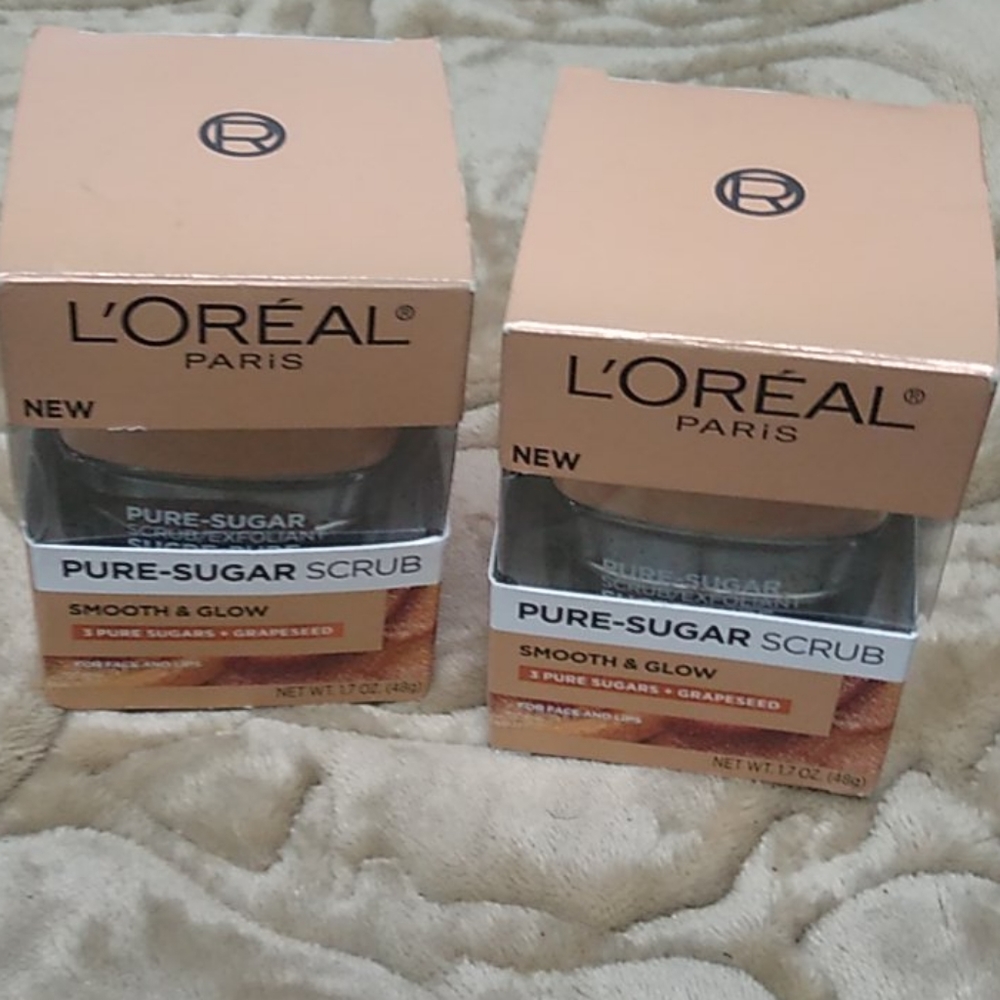 L'ORÉAL®
PARiS
NEW
PURE-SUGAR
SCRUB/EXFOLIANT
PURE-SUGAR SCRUB
SMOOTH & GLOW
3 PURE SUGARS + GRAPESEED
FOR FACE AND LIPS
NET WT. 1.7 OZ. (48g)
L'ORÉAL®
PARiS
NEW
PURE-SUGAR
SCRUB/EXFOLIANT
PURE-SUGAR SCRUB
SMOOTH & GLOW
3 PURE SUGARS + GRAPESEED
FOR FACE AND LIPS
NET WT. 1.7 OZ. (48g)